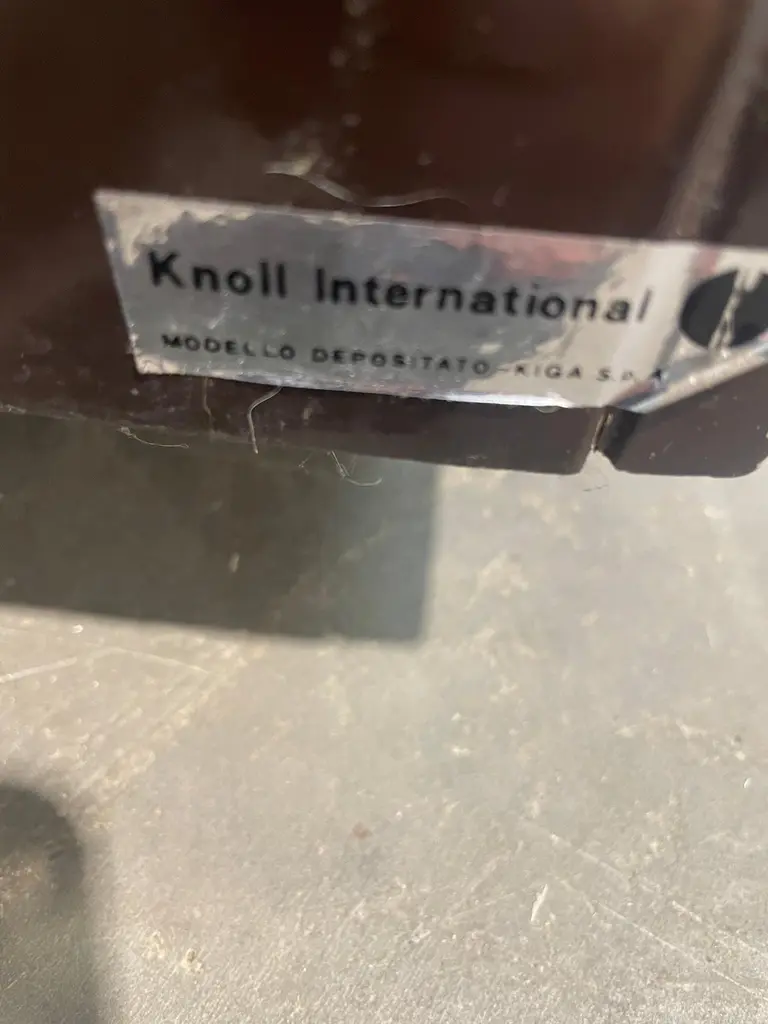 Knoll International
MODELLO DEPOSITATO-KIGA S.P.A